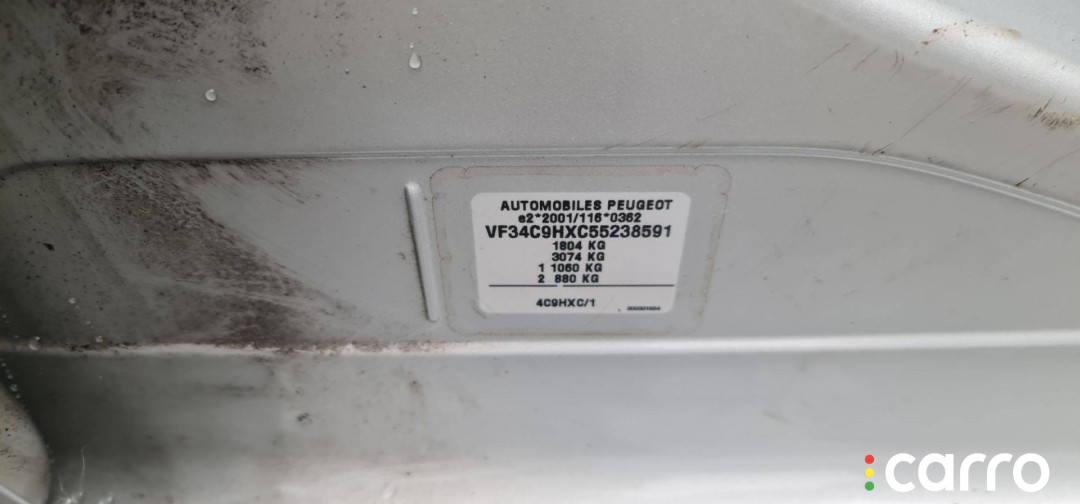 AUTOMOBILES PEUGEOT
e2*2001/116*0362
VF34C9HXC55238591
1804 KG
3074 KG
1 1060 KG
2 880 KG
4C9HXC/1
carro